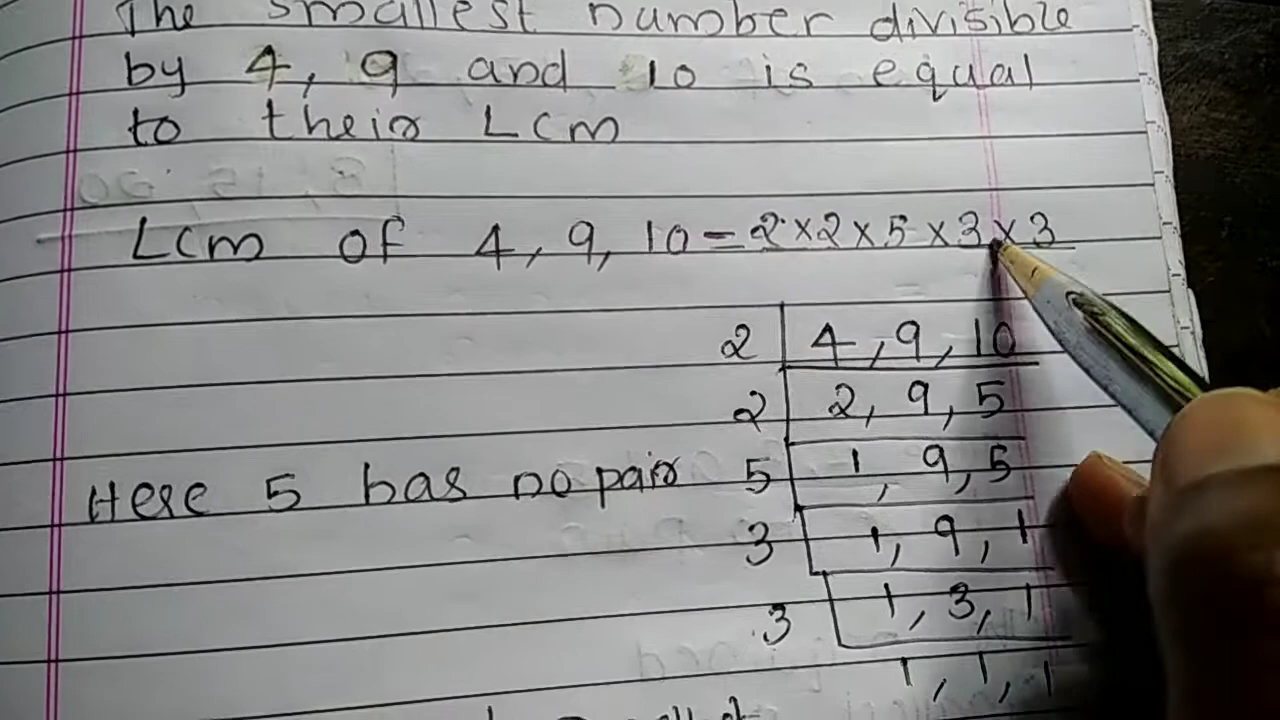 The smallest number divisible
by 4, 9 and 10 is equal
to their Lcm
Lcm of 4, 9, 10 = 2 × 2 × 5 × 3 × 3
2 | 4, 9, 10
2 | 2, 9, 5
Here 5 has no pair 5 | 1, 9, 5
3 | 1, 9, 1
3 | 1, 3, 1
1, 1, 1